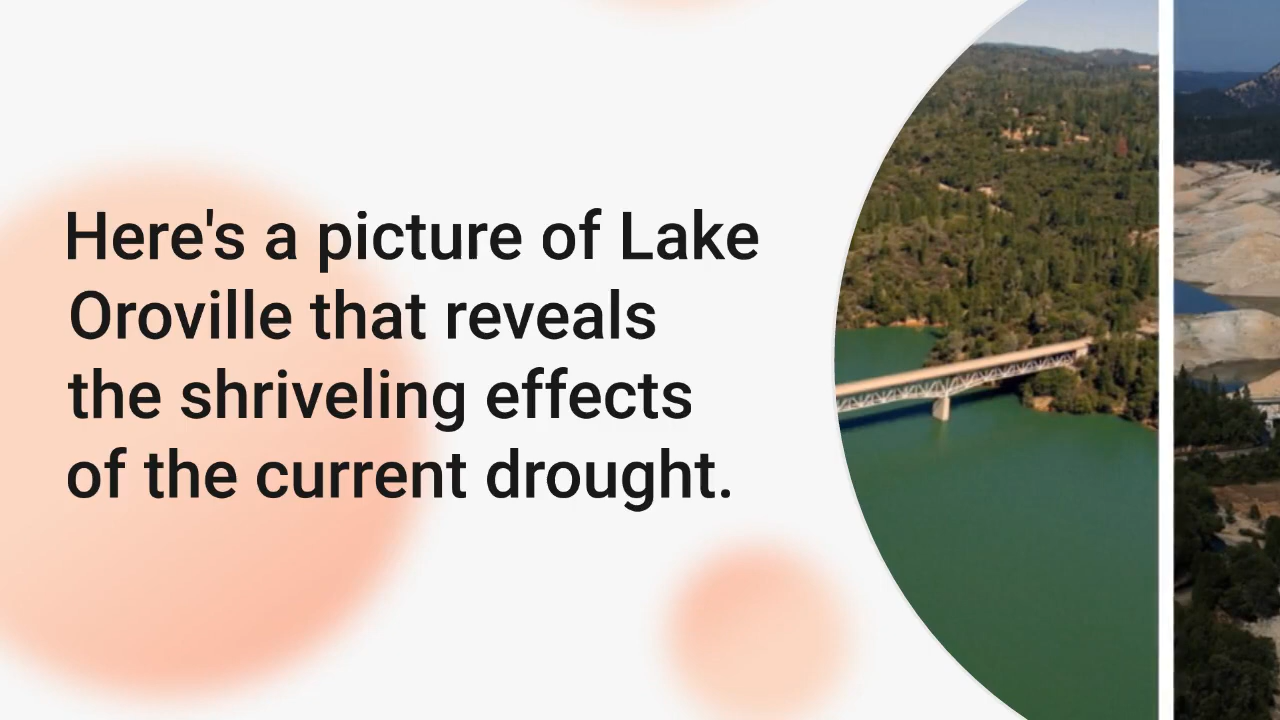 Here's a picture of Lake
Oroville that reveals
the shriveling effects
of the current drought.